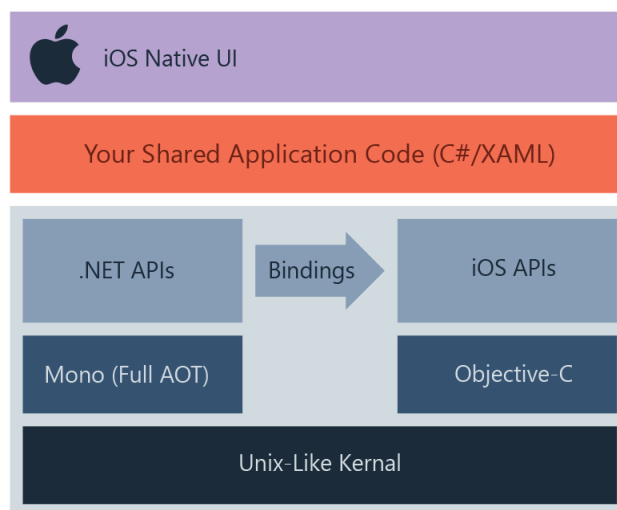 iOS Native UI
Your Shared Application Code (C#/XAML)
.NET APIs
Bindings
iOS APIs
Mono (Full AOT)
Objective-C
Unix-Like Kernal